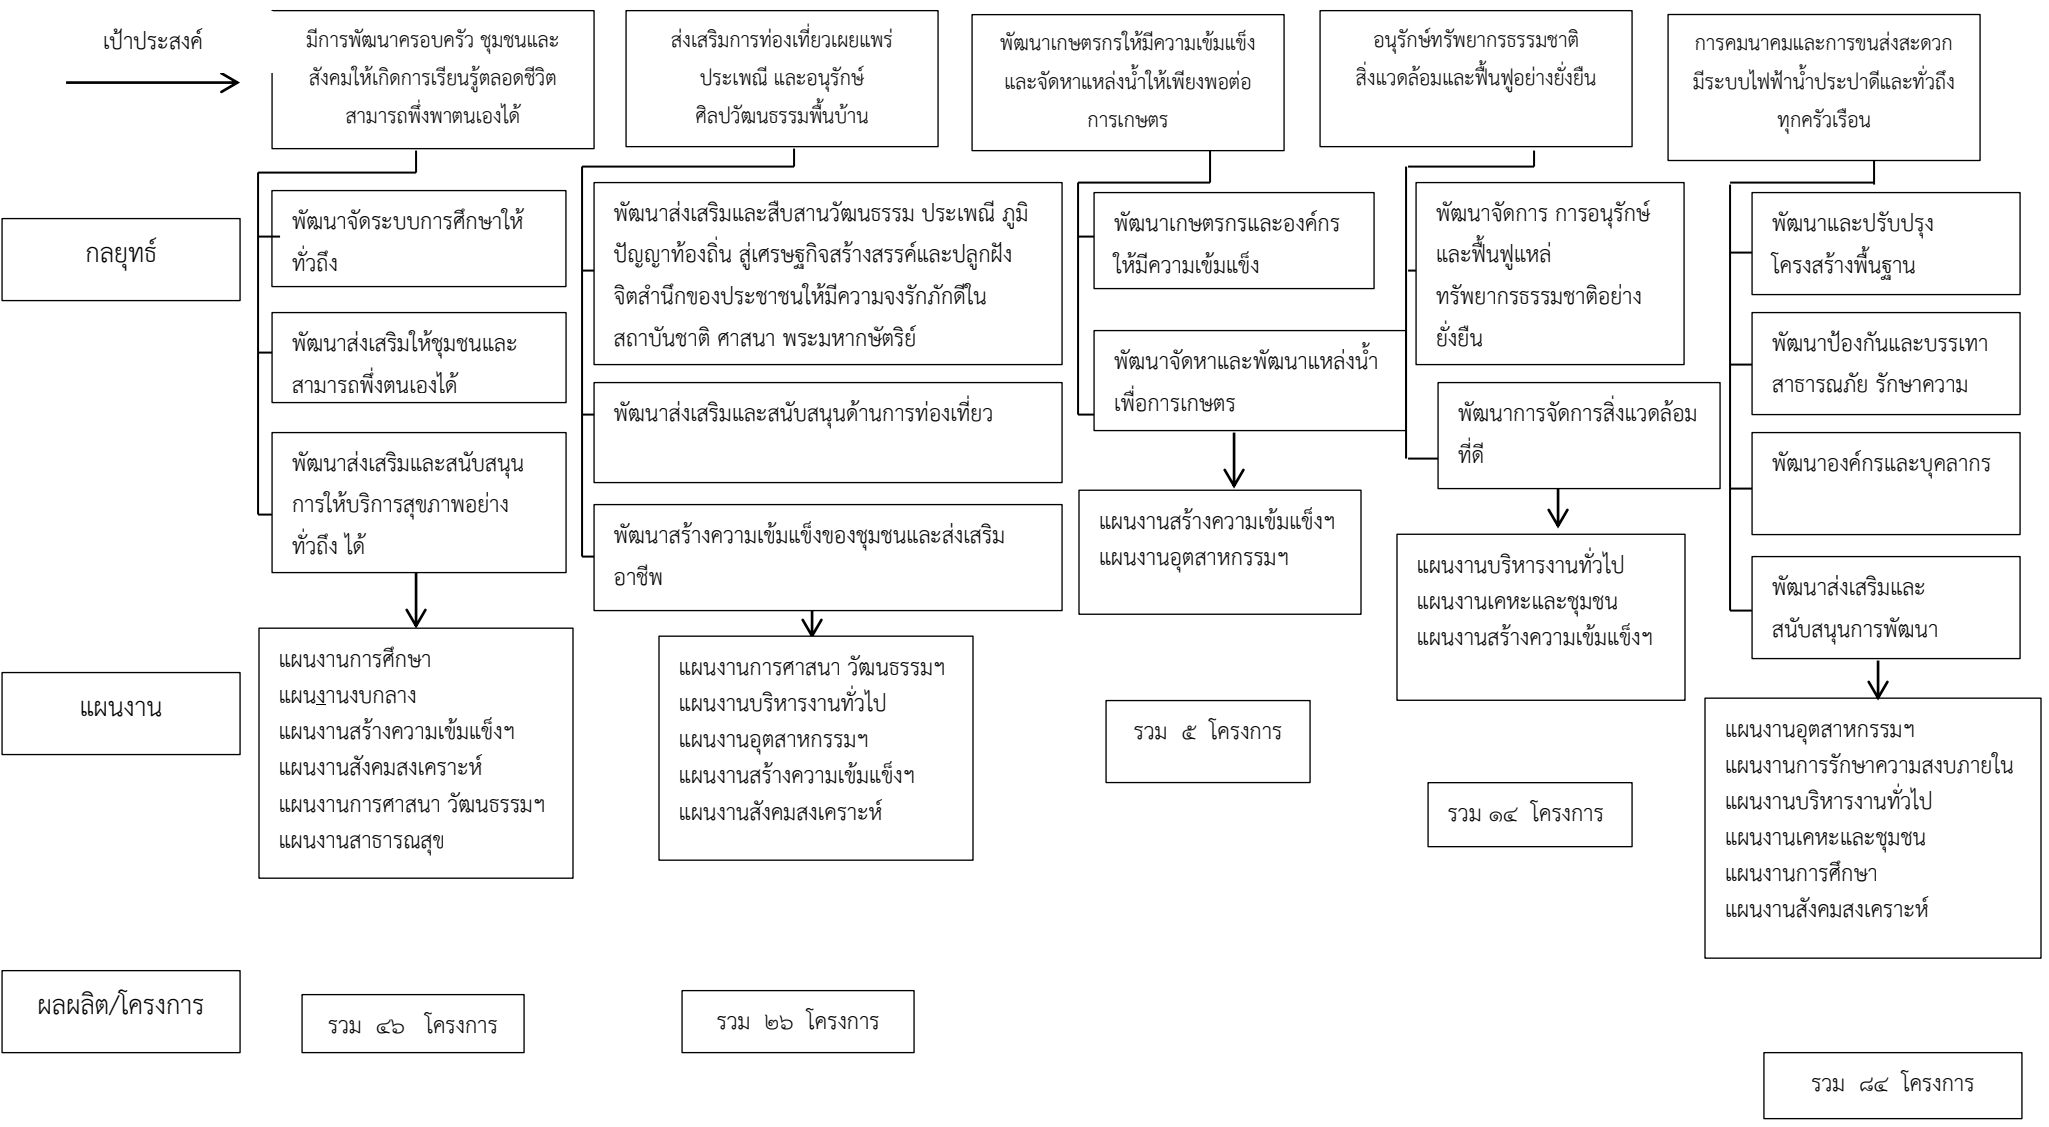 เป้าประสงค์
มีการพัฒนาครอบครัว ชุมชนและ
สังคมให้เกิดการเรียนรู้ตลอดชีวิต
สามารถพึ่งพาตนเองได้
ส่งเสริมการท่องเที่ยวเผยแพร่
ประเพณี และอนุรักษ์
ศิลปวัฒนธรรมพื้นบ้าน
พัฒนาเกษตรกรให้มีความเข้มแข็ง
และจัดหาแหล่งน้ำให้เพียงพอต่อ
การเกษตร
อนุรักษ์ทรัพยากรธรรมชาติ
สิ่งแวดล้อมและฟื้นฟูอย่างยั่งยืน
การคมนาคมและการขนส่งสะดวก
มีระบบไฟฟ้าน้ำประปาดีและทั่วถึง
ทุกครัวเรือน
กลยุทธ์
พัฒนาจัดระบบการศึกษาให้
ทั่วถึง
พัฒนาส่งเสริมให้ชุมชนและ
สามารถพึ่งตนเองได้
พัฒนาส่งเสริมและสนับสนุน
การให้บริการสุขภาพอย่าง
ทั่วถึง ได้
พัฒนาส่งเสริมและสืบสานวัฒนธรรม ประเพณี ภูมิ
ปัญญาท้องถิ่น สู่เศรษฐกิจสร้างสรรค์และปลูกฝัง
จิตสำนึกของประชาชนให้มีความจงรักภักดีใน
สถาบันชาติ ศาสนา พระมหากษัตริย์
พัฒนาส่งเสริมและสนับสนุนด้านการท่องเที่ยว
พัฒนาสร้างความเข้มแข็งของชุมชนและส่งเสริม
อาชีพ
พัฒนาเกษตรกรและองค์กร
ให้มีความเข้มแข็ง
พัฒนาจัดหาและพัฒนาแหล่งน้ำ
เพื่อการเกษตร
พัฒนาจัดการ การอนุรักษ์
และฟื้นฟูแหล่
ทรัพยากรธรรมชาติอย่าง
ยั่งยืน
พัฒนาการจัดการสิ่งแวดล้อม
ที่ดี
พัฒนาและปรับปรุง
โครงสร้างพื้นฐาน
พัฒนาป้องกันและบรรเทา
สาธารณภัย รักษาความ
พัฒนาองค์กรและบุคลากร
พัฒนาส่งเสริมและ
สนับสนุนการพัฒนา
แผนงาน
แผนงานการศึกษา
แผนงานงบกลาง
แผนงานสร้างความเข้มแข็งฯ
แผนงานสังคมสงเคราะห์
แผนงานการศาสนา วัฒนธรรมฯ
แผนงานสาธารณสุข
แผนงานการศาสนา วัฒนธรรมฯ
แผนงานบริหารงานทั่วไป
แผนงานอุตสาหกรรมฯ
แผนงานสร้างความเข้มแข็งฯ
แผนงานสังคมสงเคราะห์
แผนงานสร้างความเข้มแข็งฯ
แผนงานอุตสาหกรรมฯ
แผนงานบริหารงานทั่วไป
แผนงานเคหะและชุมชน
แผนงานสร้างความเข้มแข็งฯ
แผนงานอุตสาหกรรมฯ
แผนงานการรักษาความสงบภายใน
แผนงานบริหารงานทั่วไป
แผนงานเคหะและชุมชน
แผนงานการศึกษา
แผนงานสังคมสงเคราะห์
ผลผลิต/โครงการ
รวม ๔๖ โครงการ
รวม ๒๖ โครงการ
รวม ๕ โครงการ
รวม ๑๔ โครงการ
รวม ๘๔ โครงการ